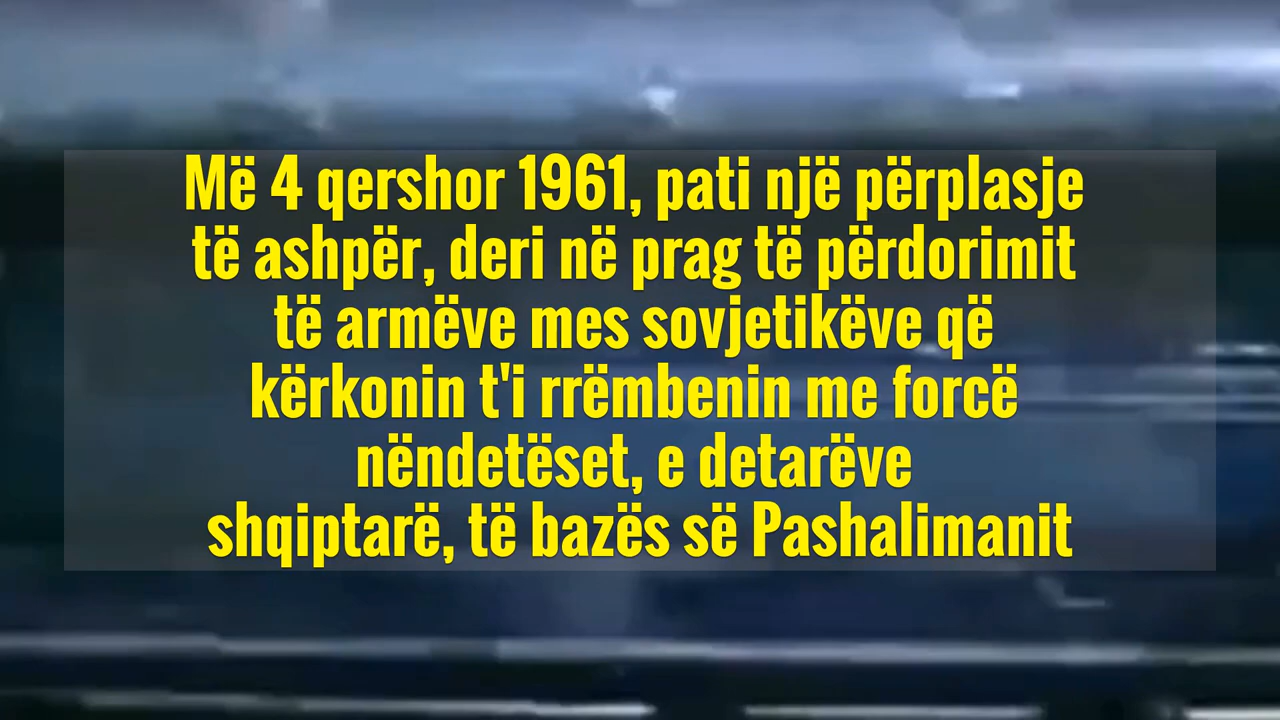 Më 4 qershor 1961, pati një përplasje
të ashpër, deri në prag të përdorimit
të armëve mes sovjetikëve që
kërkonin t'i rrëmbenin me forcë
nëndetëset, e detarëve
shqiptarë, të bazës së Pashalimanit